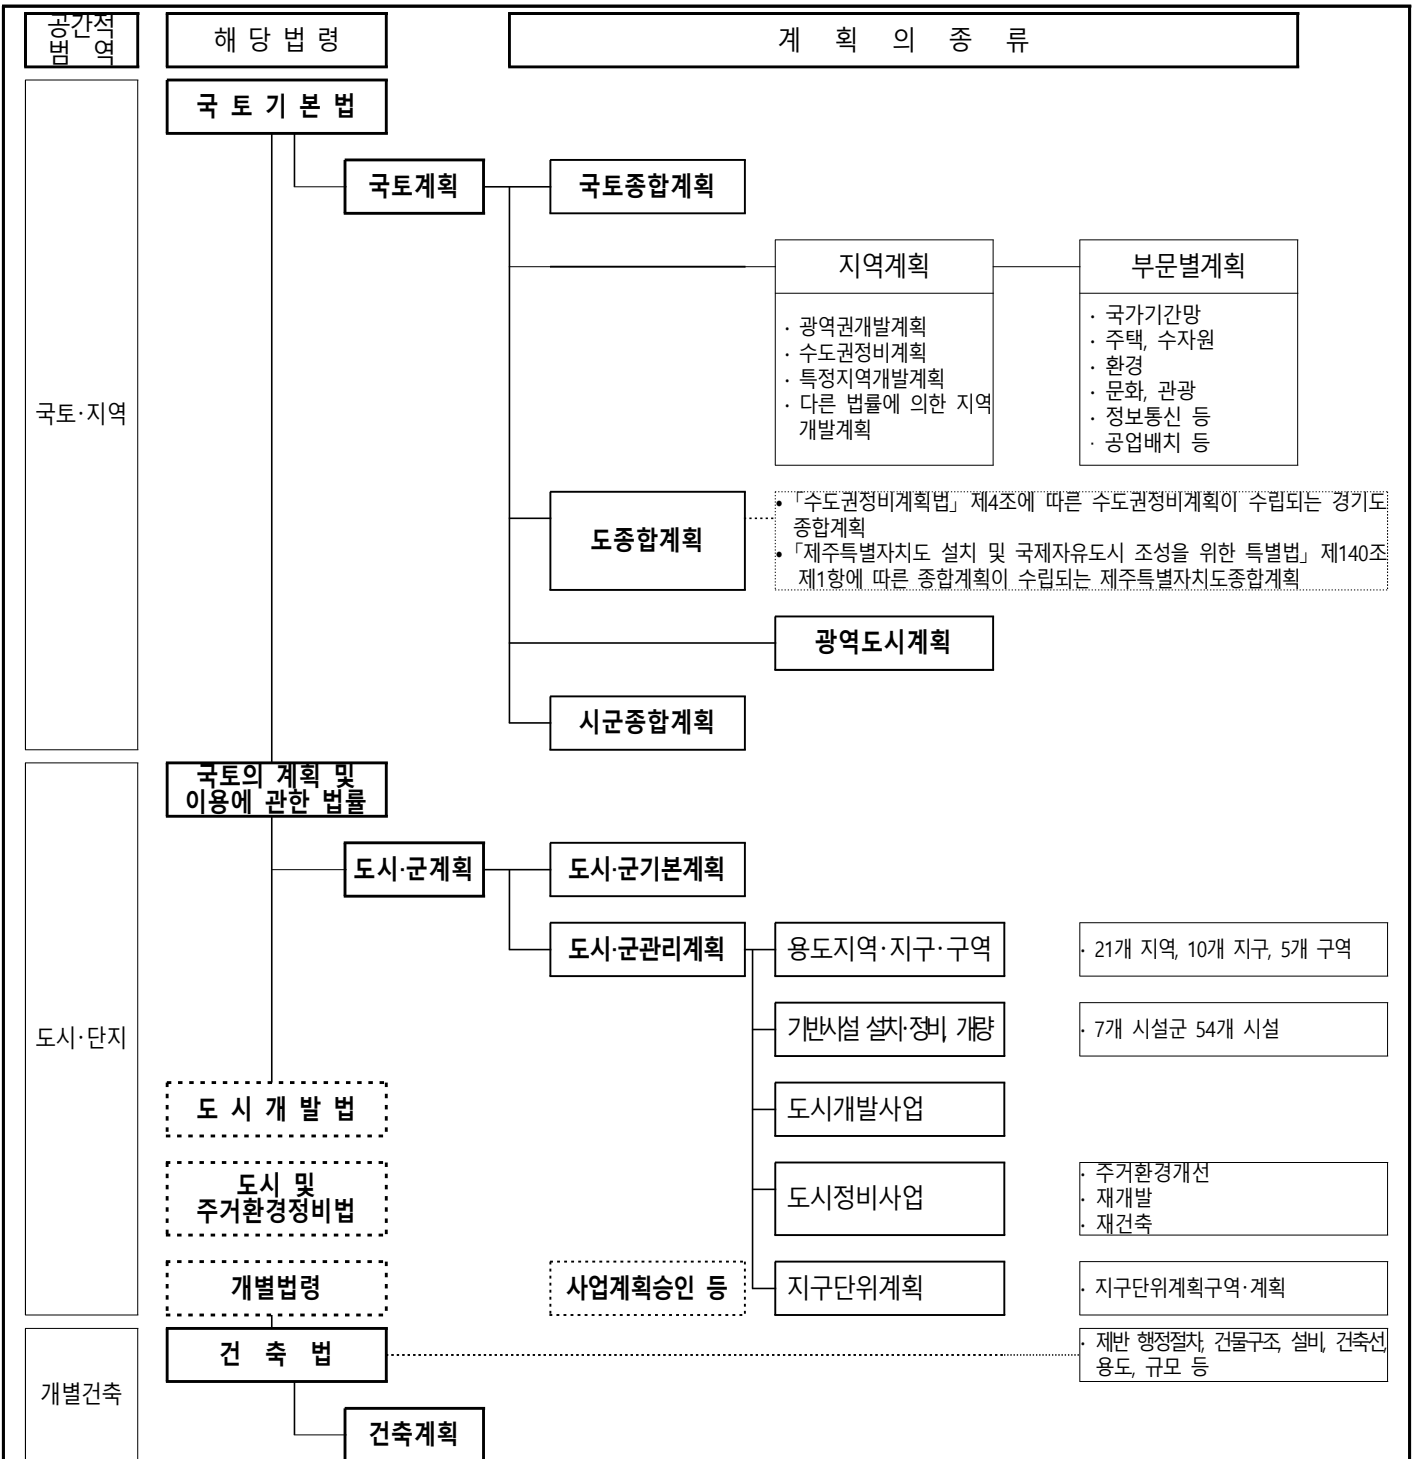 공간적
범 역
해 당 법 령
계 획 의 종 류
국 토 기 본 법
국토계획
국토종합계획
지역계획
부문별계획
· 광역권개발계획
· 수도권정비계획
· 특정지역개발계획
· 다른 법률에 의한 지역
개발계획
· 국가기간망
· 주택, 수자원
· 환경
· 문화, 관광
· 정보통신 등
· 공업배치 등
국토·지역
도종합계획
•「수도권정비계획법」 제4조에 따른 수도권정비계획이 수립되는 경기도
종합계획
•「제주특별자치도 설치 및 국제자유도시 조성을 위한 특별법」 제140조
제1항에 따른 종합계획이 수립되는 제주특별자치도종합계획
광역도시계획
시군종합계획
국토의 계획 및
이용에 관한 법률
도시·군계획
도시·군기본계획
도시·군관리계획
용도지역·지구·구역
· 21개 지역, 10개 지구, 5개 구역
도시·단지
기반시설 설치·정비, 개량
· 7개 시설군 54개 시설
도 시 개 발 법
도시개발사업
도시 및
주거환경정비법
도시정비사업
· 주거환경개선
· 재개발
· 재건축
개별법령
사업계획승인 등
지구단위계획
· 지구단위계획구역·계획
건 축 법
· 제반 행정절차, 건물구조, 설비, 건축선,
용도, 규모 등
개별건축
건축계획